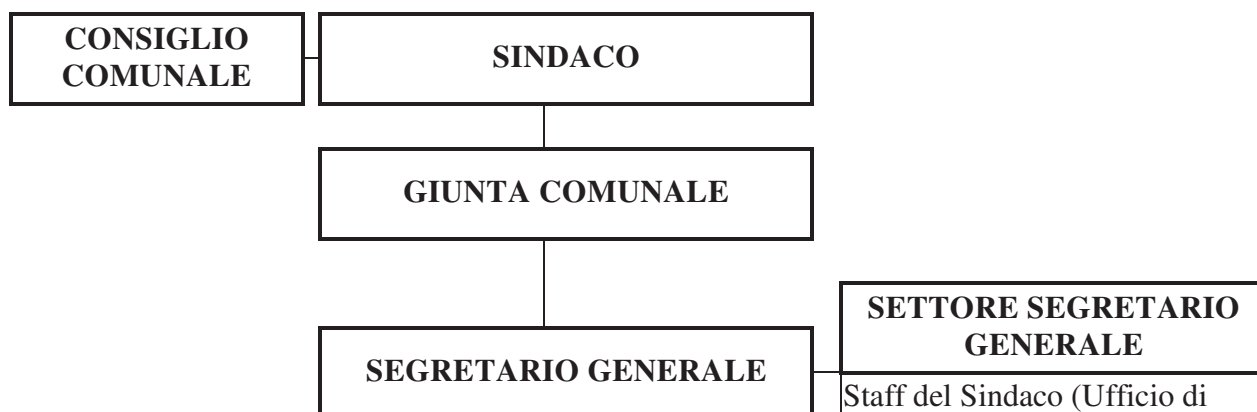 CONSIGLIO
COMUNALE
SINDACO
GIUNTA COMUNALE
SETTORE SEGRETARIO
GENERALE
SEGRETARIO GENERALE
Staff del Sindaco (Ufficio di